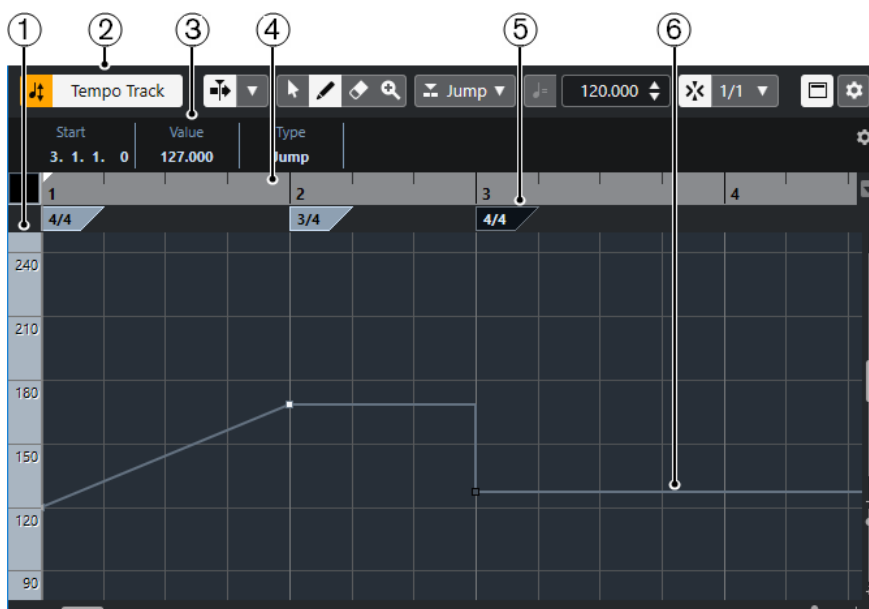 ① ② ③ ④ ⑤ ⑥
Tempo Track Jump 120.000 1/1
Start Value Type
3. 1. 1. 0 127.000 Jump
1 2 3 4
4/4 3/4 4/4
240
210
180
150
120
90